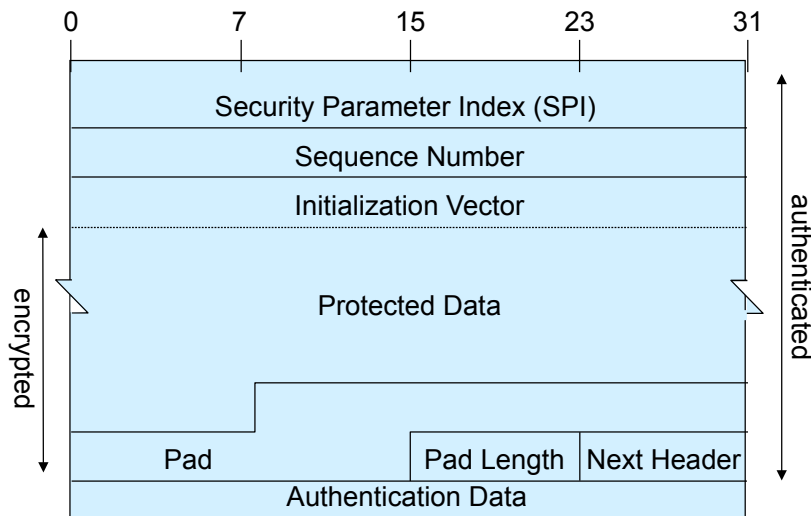 0 7 15 23 31
Security Parameter Index (SPI)
Sequence Number
Initialization Vector
Protected Data
Pad Pad Length Next Header
Authentication Data
encrypted
authenticated